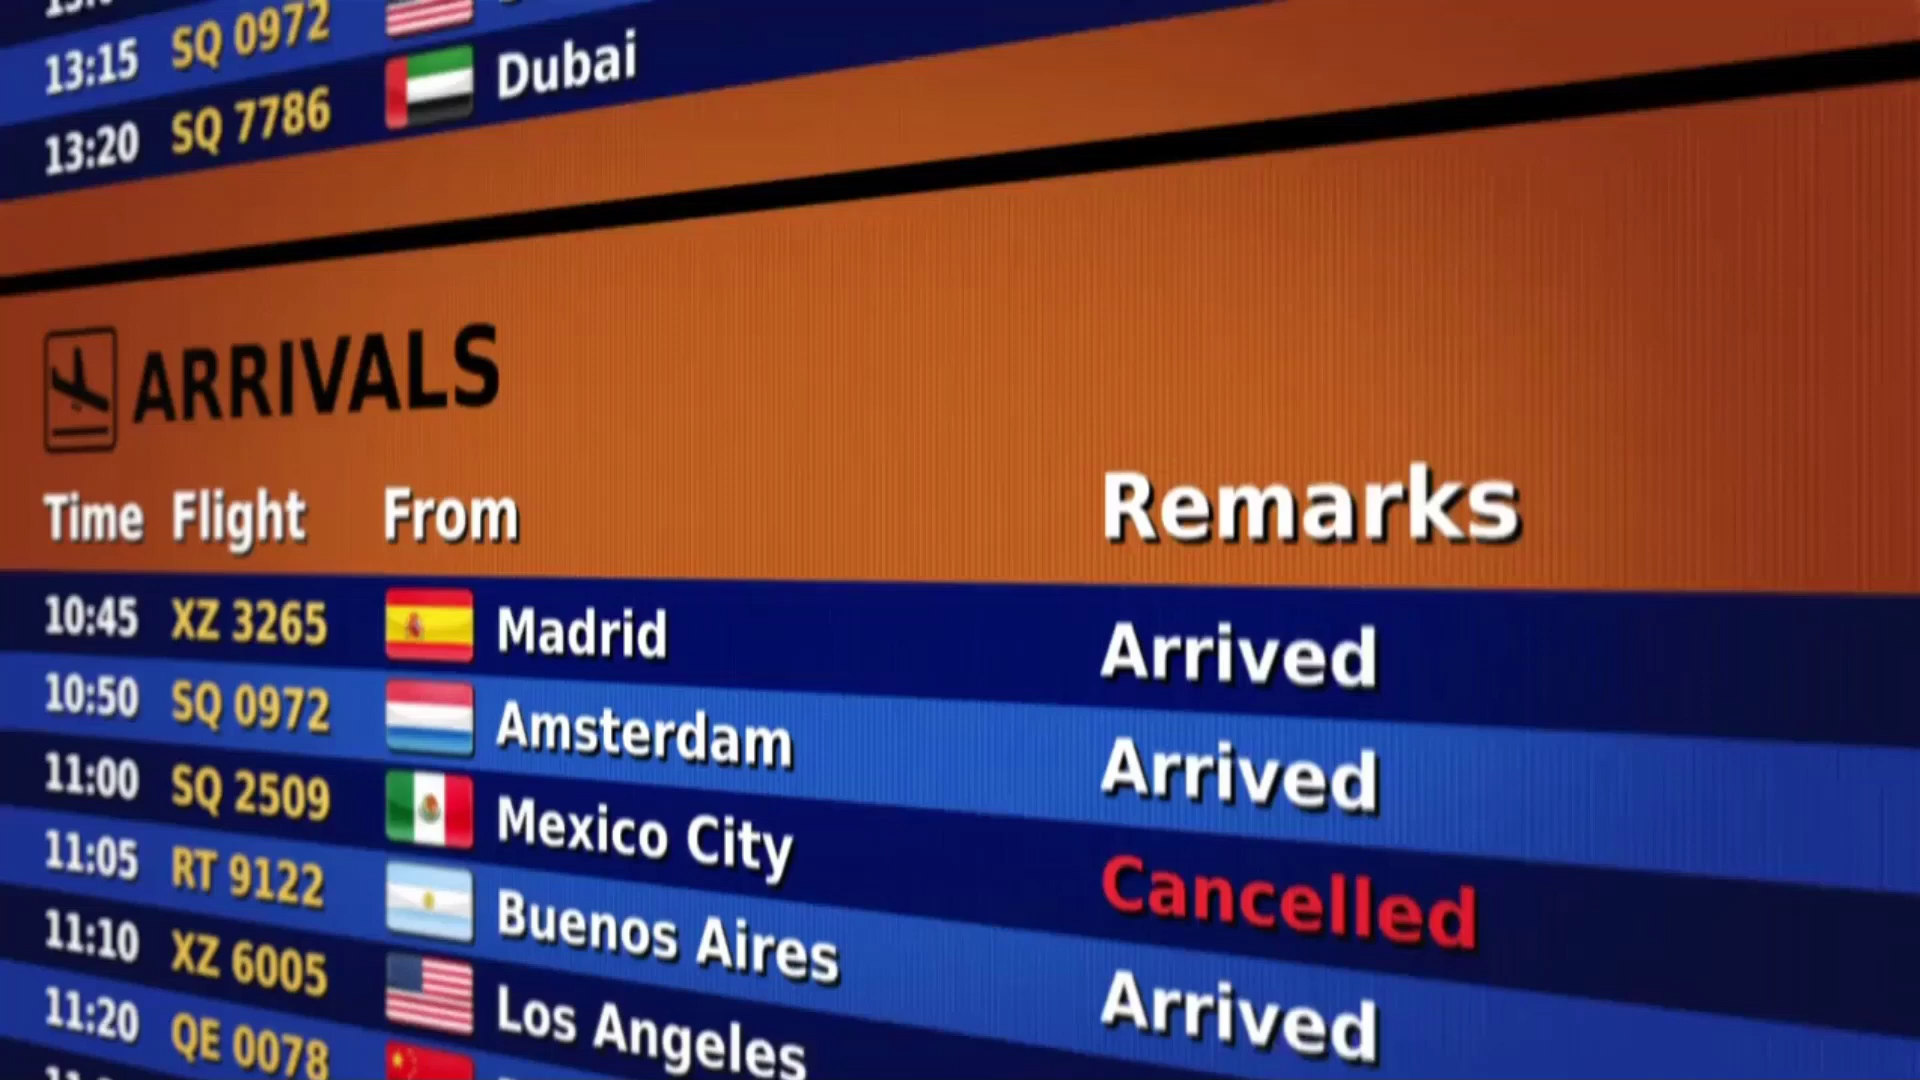 13:15 SQ 0972
13:20 SQ 7786 Dubai
ARRIVALS
Time Flight From Remarks
10:45 XZ 3265 Madrid Arrived
10:50 SQ 0972 Amsterdam Arrived
11:00 SQ 2509 Mexico City Cancelled
11:05 RT 9122 Buenos Aires Arrived
11:10 XZ 6005 Los Angeles
11:20 QE 0078